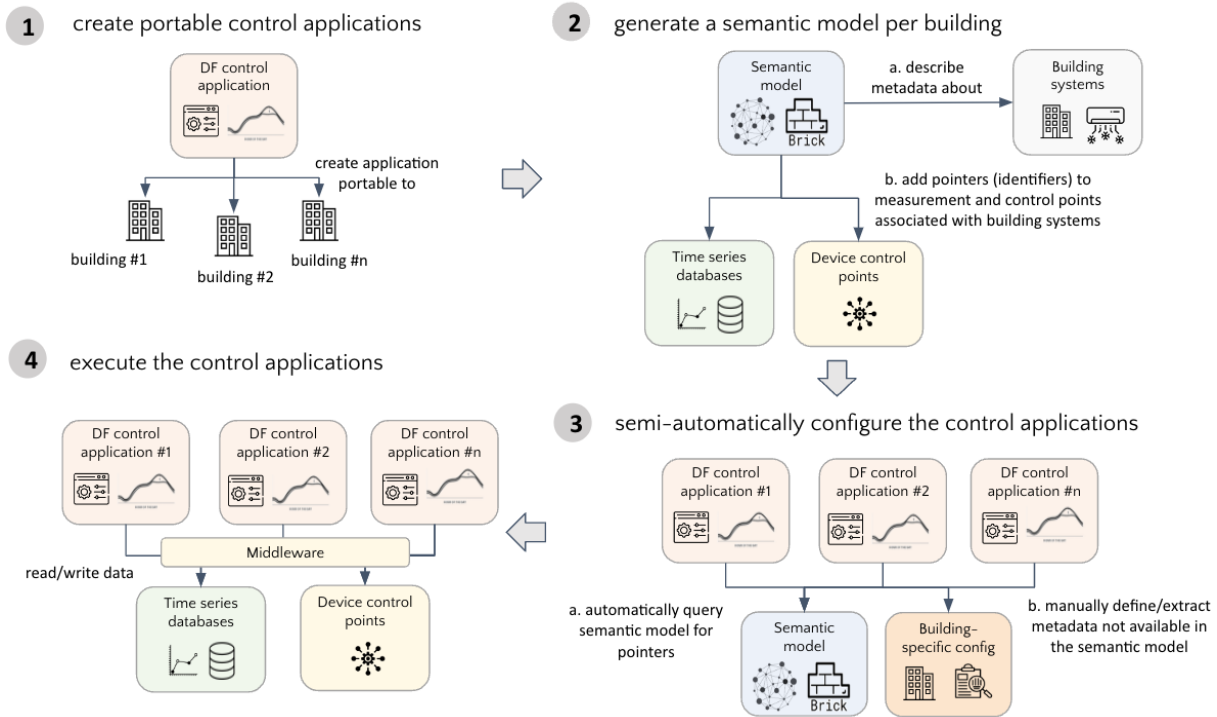 1
create portable control applications
DF control
application
create application
portable to
building #1
building #2
building #n
2
generate a semantic model per building
Semantic
model
Brick
a. describe
metadata about
Building
systems
b. add pointers (identifiers) to
measurement and control points
associated with building systems
Time series
databases
Device control
points
3
semi-automatically configure the control applications
DF control
application #1
DF control
application #2
DF control
application #n
a. automatically query
semantic model for
pointers
Semantic
model
Brick
Building-
specific config
b. manually define/extract
metadata not available in
the semantic model
4
execute the control applications
DF control
application #1
DF control
application #2
DF control
application #n
Middleware
read/write data
Time series
databases
Device control
points